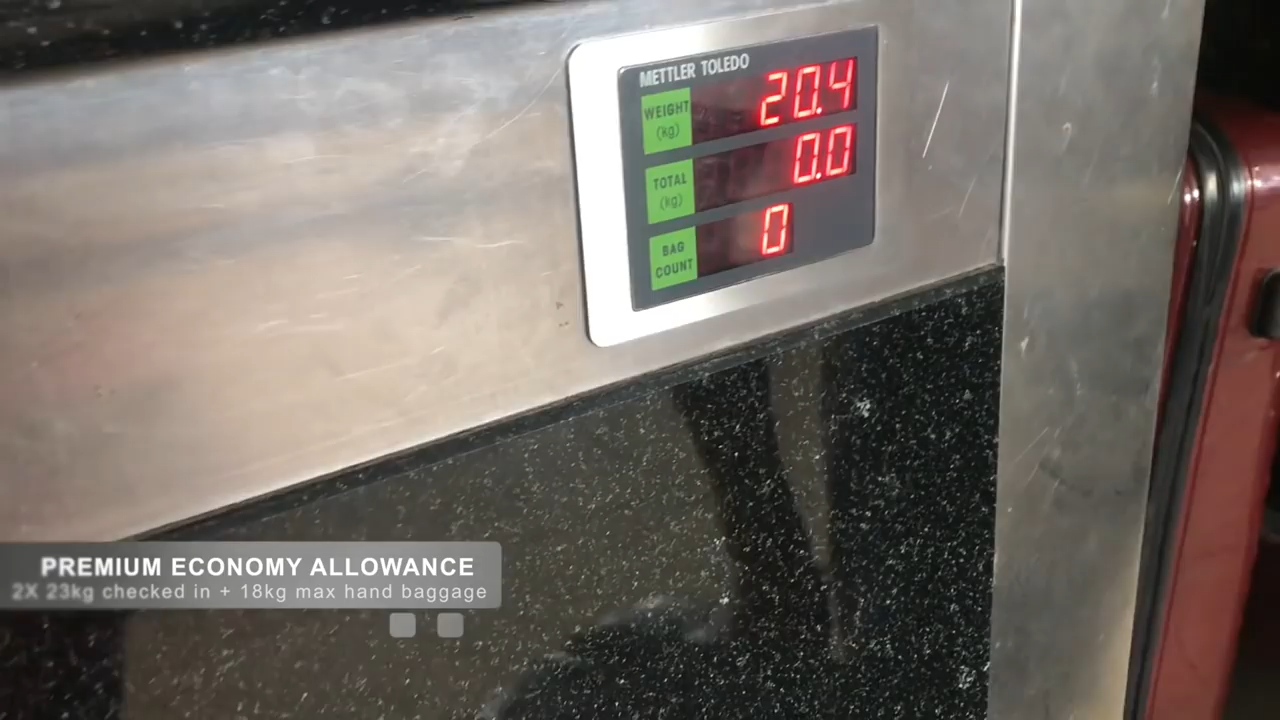 METTLER TOLEDO
WEIGHT
(kg)
20.4
TOTAL
(kg)
0.0
BAG
COUNT
0
PREMIUM ECONOMY ALLOWANCE
2X 23kg checked in + 18kg max hand baggage